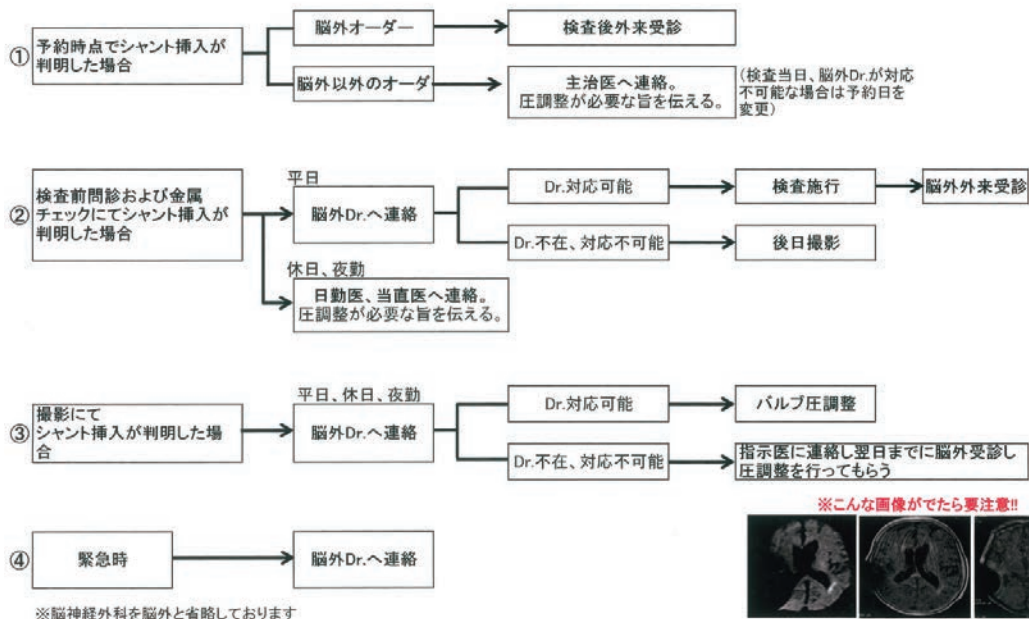 ①
予約時点でシャント挿入が
判明した場合
脳外オーダー
検査後外来受診
脳外以外のオーダ
主治医へ連絡。
圧調整が必要な旨を伝える。
(検査当日、脳外Dr.が対応
不可能な場合は予約日を
変更)
②
検査前問診および金属
チェックにてシャント挿入が
判明した場合
平日
脳外Dr.へ連絡
Dr.対応可能
検査施行
脳外外来受診
Dr.不在、対応不可能
後日撮影
休日、夜勤
日勤医、当直医へ連絡。
圧調整が必要な旨を伝える。
③
撮影にて
シャント挿入が判明した場
合
平日、休日、夜勤
脳外Dr.へ連絡
Dr.対応可能
バルブ圧調整
Dr.不在、対応不可能
指示医に連絡し翌日までに脳外受診し
圧調整を行ってもらう
※こんな画像がでたら要注意!!
④
緊急時
脳外Dr.へ連絡
※脳神経外科を脳外と省略しております